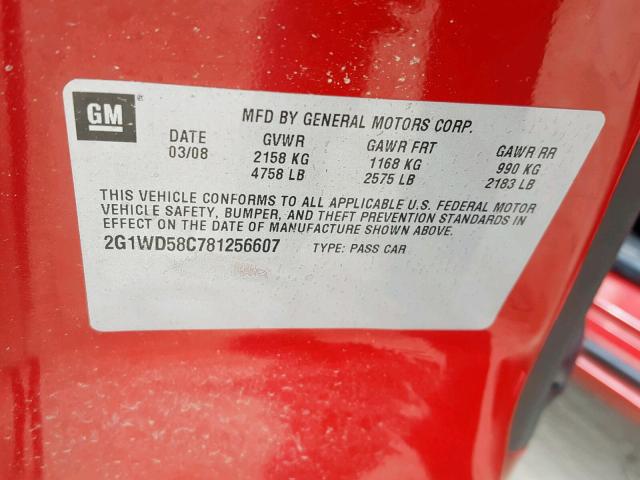 GM
MFD BY GENERAL MOTORS CORP.
DATE GVWR GAWR FRT GAWR RR
03/08 2158 KG 1168 KG 990 KG
4758 LB 2575 LB 2183 LB
THIS VEHICLE CONFORMS TO ALL APPLICABLE U.S. FEDERAL MOTOR
VEHICLE SAFETY, BUMPER, AND THEFT PREVENTION STANDARDS IN
EFFECT ON THE DATE OF MANUFACTURE SHOWN ABOVE.
2G1WD58C781256607 TYPE: PASS CAR